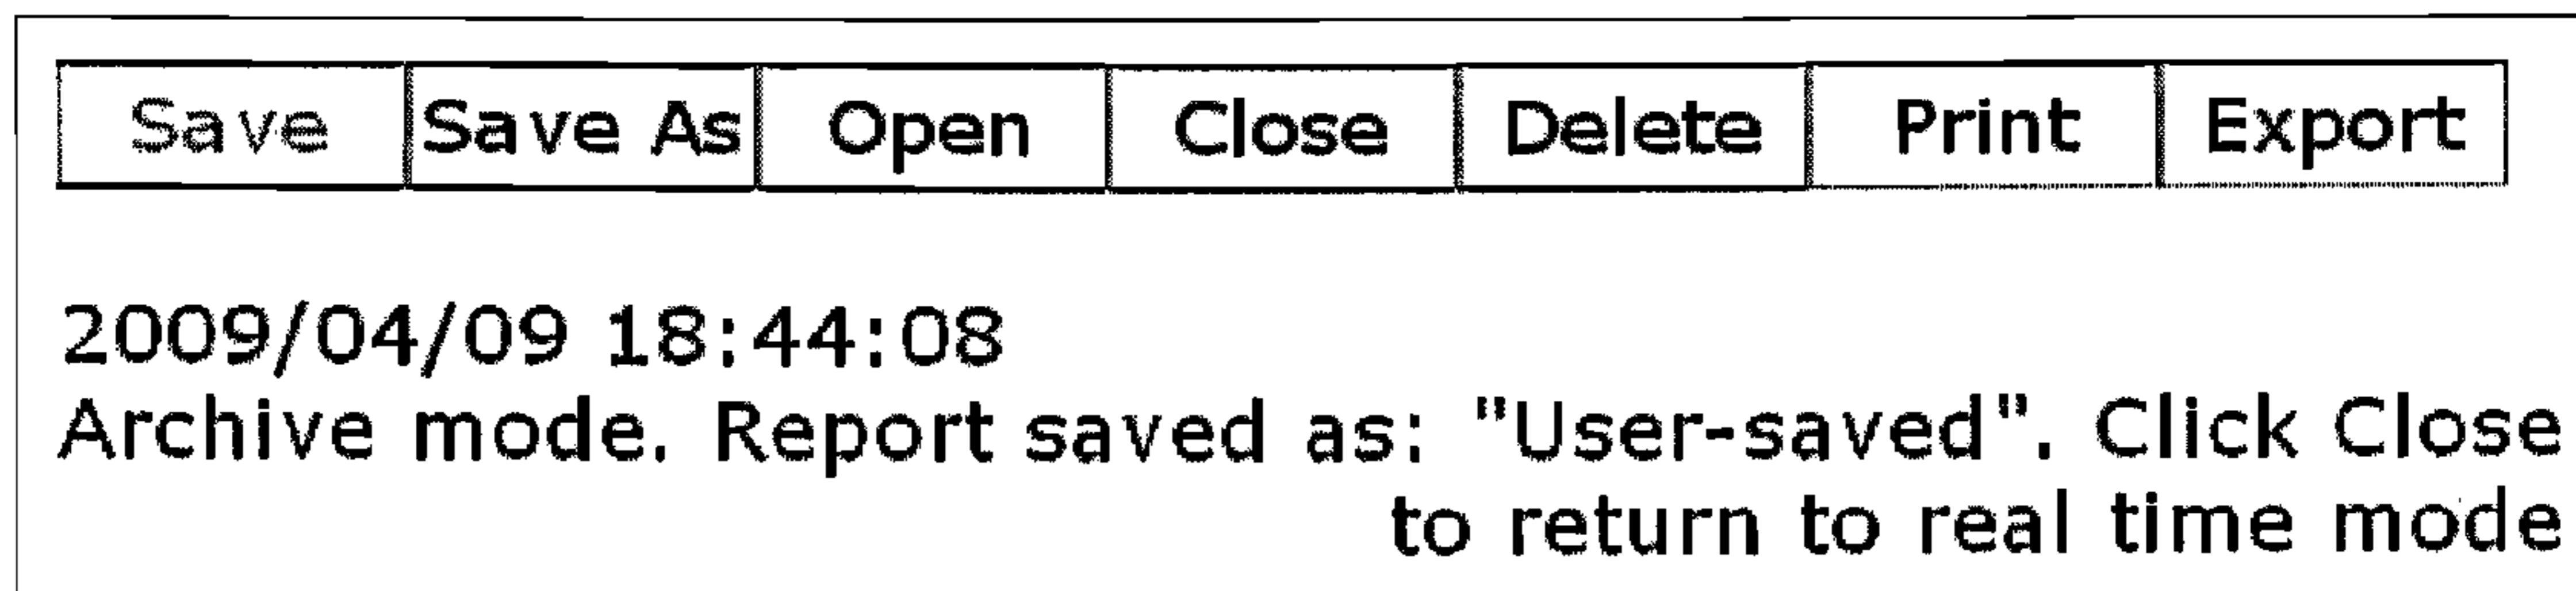 Save Save As Open Close Delete Print Export
2009/04/09 18:44:08
Archive mode. Report saved as: "User-saved". Click Close
to return to real time mode